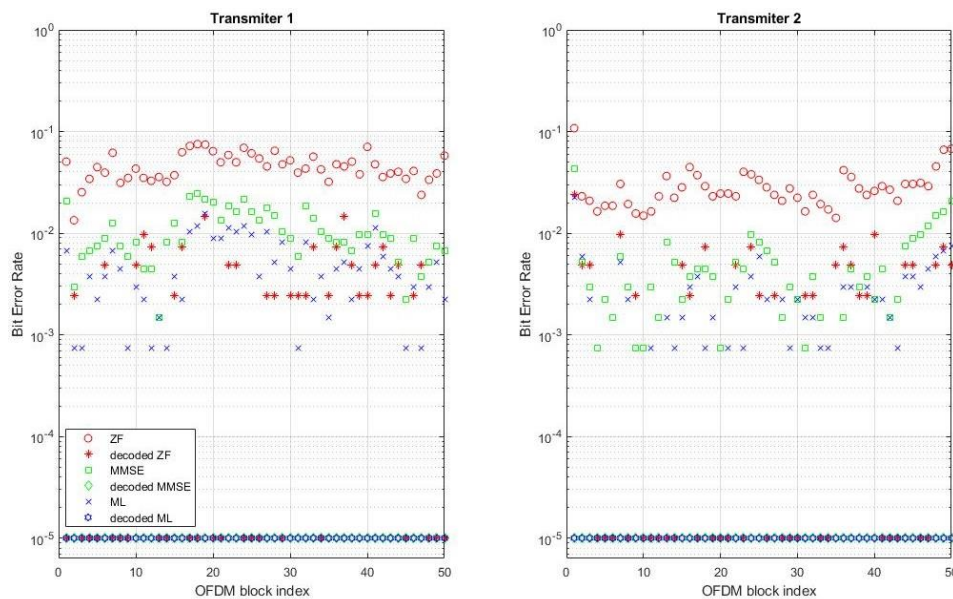 Transmiter 1
Bit Error Rate
10^0
10^-1
10^-2
10^-3
10^-4
10^-5
ZF
decoded ZF
MMSE
decoded MMSE
ML
decoded ML
0 10 20 30 40 50
OFDM block index
Transmiter 2
Bit Error Rate
10^0
10^-1
10^-2
10^-3
10^-4
10^-5
0 10 20 30 40 50
OFDM block index